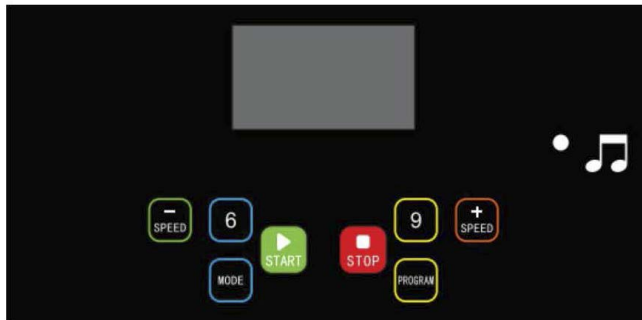 − SPEED
6
9
+ SPEED
START
STOP
MODE
PROGRAM